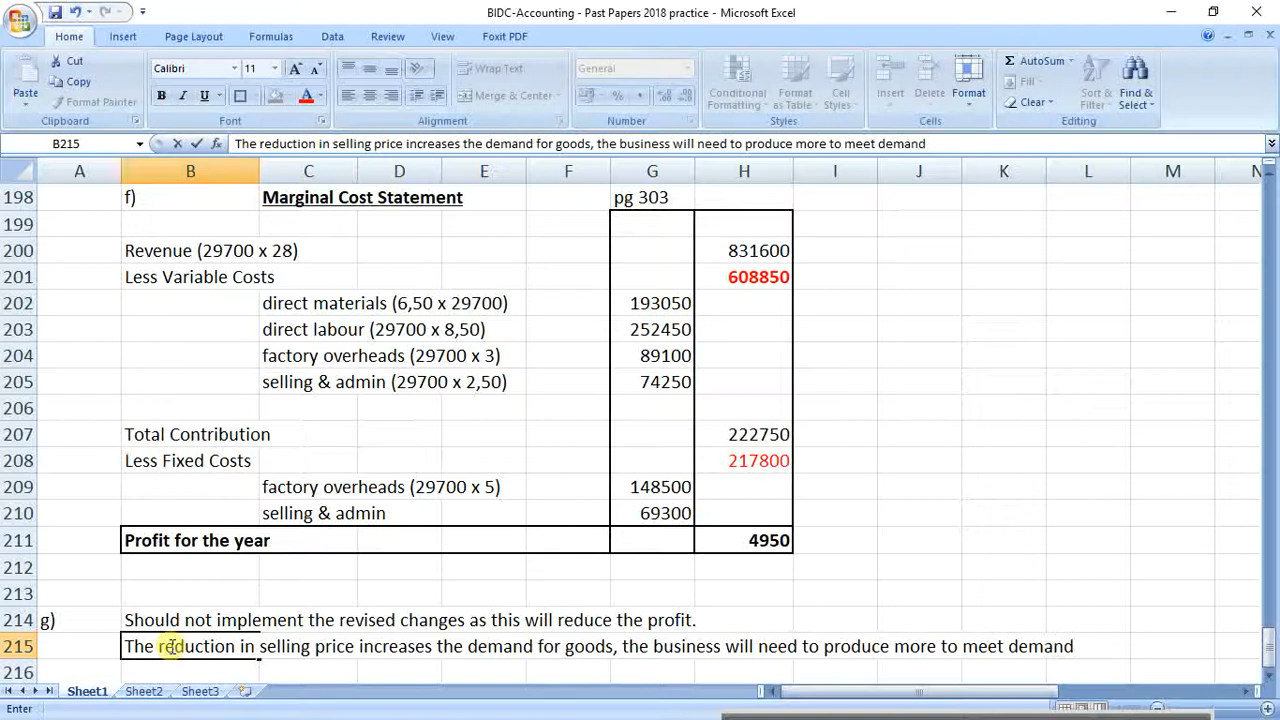 BIDC-Accounting - Past Papers 2018 practice - Microsoft Excel
Home Insert Page Layout Formulas Data Review View Foxit PDF
Paste Cut Copy Format Painter Clipboard
Calibri 11 A A B I U A Font
Wrap Text Merge & Center Alignment
General % , Number
Conditional Formatting Format as Table Cell Styles Styles
Insert Delete Format Cells
Σ AutoSum Fill Clear Sort & Filter Find & Select Editing
B215 fx The reduction in selling price increases the demand for goods, the business will need to produce more to meet demand
A B C D E F G H I J K L M N
198 f) Marginal Cost Statement pg 303
199
200 Revenue (29700 x 28) 831600
201 Less Variable Costs 608850
202 direct materials (6,50 x 29700) 193050
203 direct labour (29700 x 8,50) 252450
204 factory overheads (29700 x 3) 89100
205 selling & admin (29700 x 2,50) 74250
206
207 Total Contribution 222750
208 Less Fixed Costs 217800
209 factory overheads (29700 x 5) 148500
210 selling & admin 69300
211 Profit for the year 4950
212
213
214 g) Should not implement the revised changes as this will reduce the profit.
215 The reduction in selling price increases the demand for goods, the business will need to produce more to meet demand
216
Sheet1 Sheet2 Sheet3
Enter